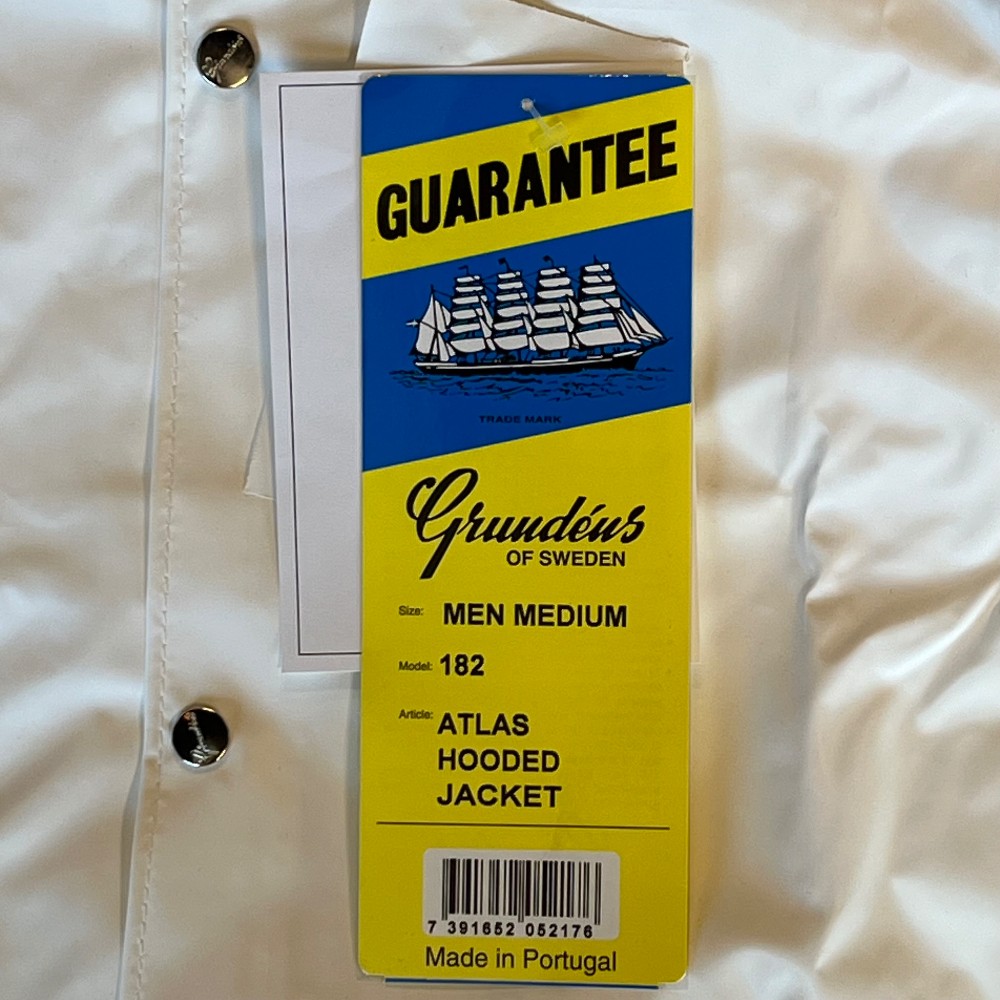 GUARANTEE
TRADE MARK
Grundéns
OF SWEDEN
Size: MEN MEDIUM
Model: 182
Article: ATLAS
HOODED
JACKET
7 391652 052176
Made in Portugal